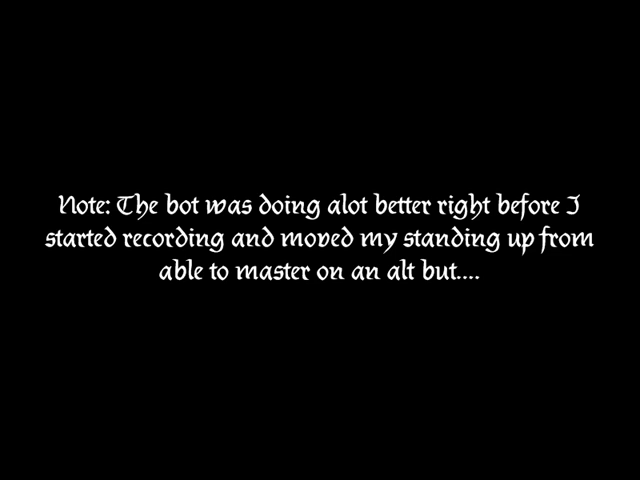 Note: The bot was doing alot better right before I
started recording and moved my standing up from
able to master on an alt but....